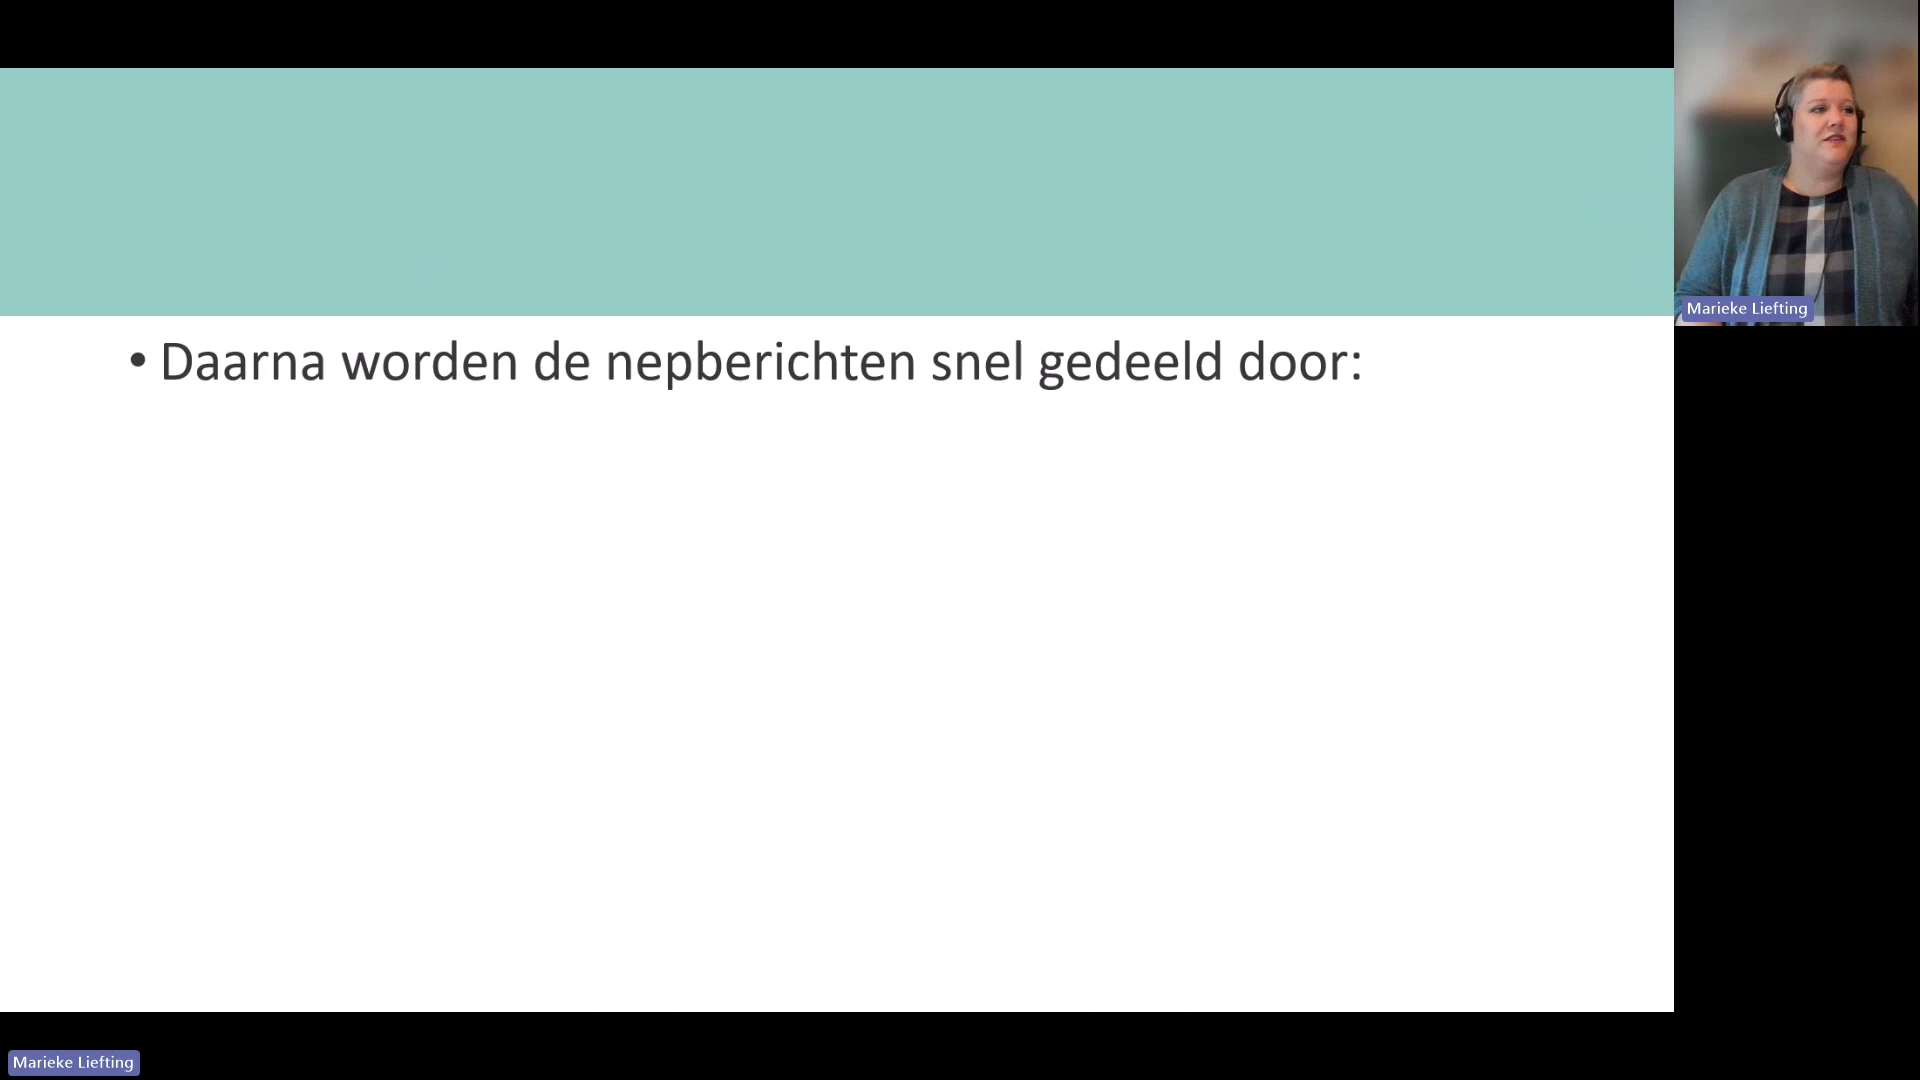 Marieke Liefting
• Daarna worden de nepberichten snel gedeeld door:
Marieke Liefting